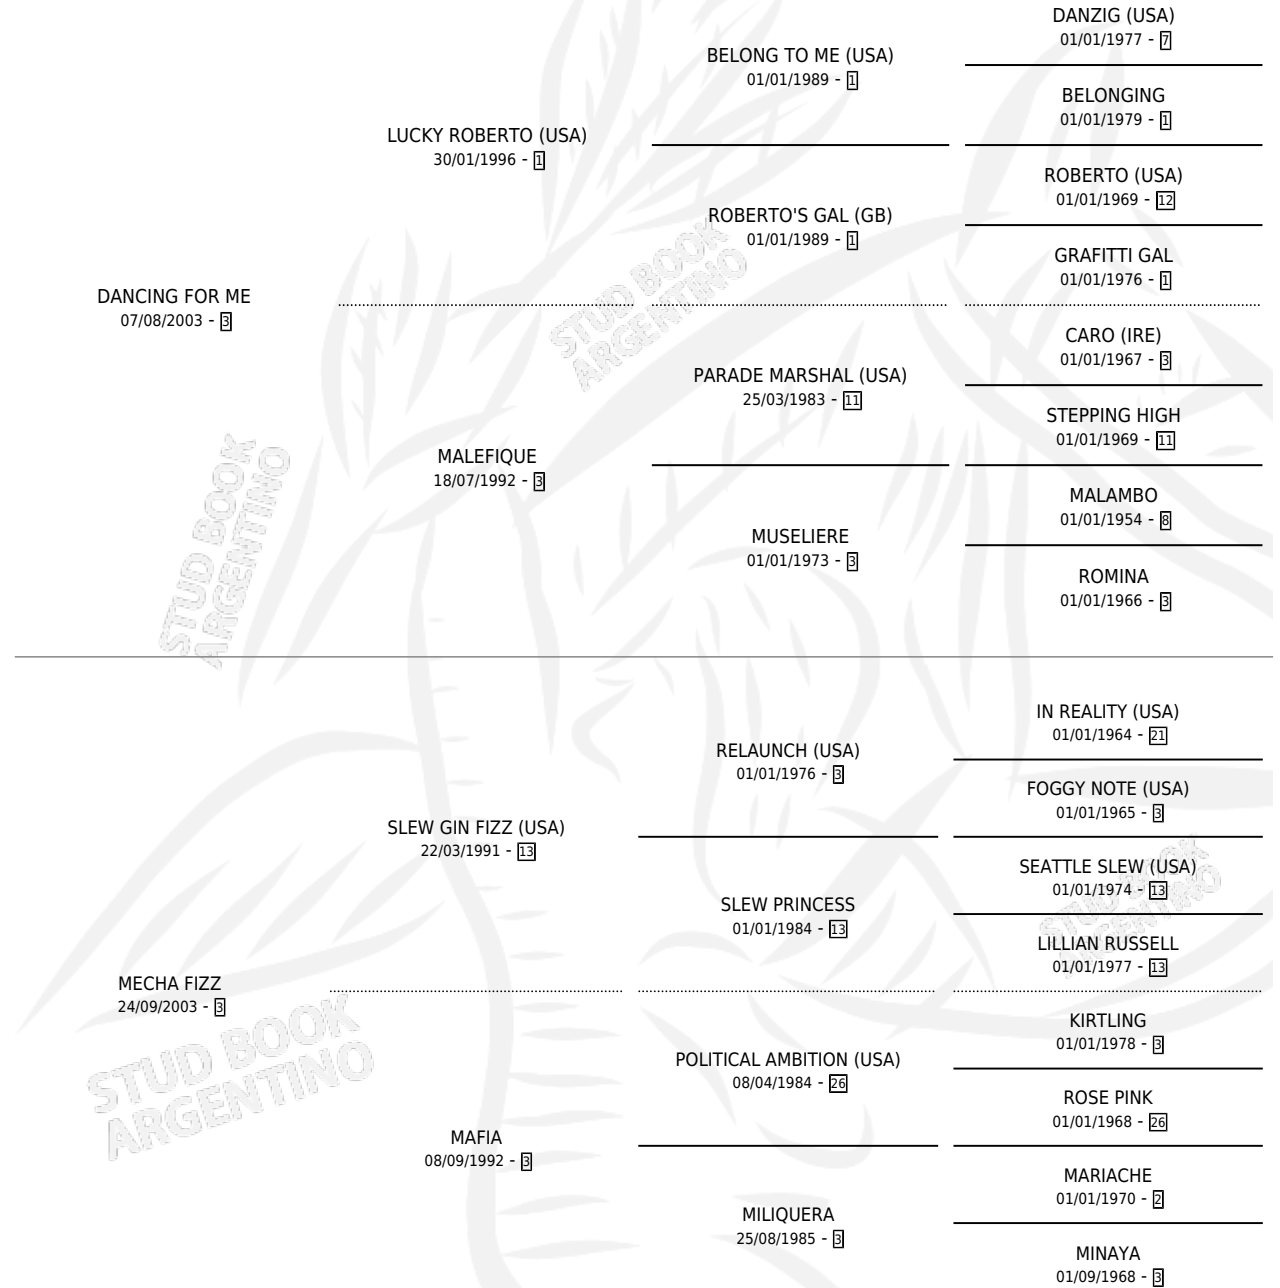 DANZIG (USA)
01/01/1977 - 7
BELONG TO ME (USA)
01/01/1989 - 1
BELONGING
01/01/1979 - 1
LUCKY ROBERTO (USA)
30/01/1996 - 1
ROBERTO (USA)
01/01/1969 - 12
ROBERTO'S GAL (GB)
01/01/1989 - 1
GRAFITTI GAL
01/01/1976 - 1
DANCING FOR ME
07/08/2003 - 3
CARO (IRE)
01/01/1967 - 3
PARADE MARSHAL (USA)
25/03/1983 - 11
STEPPING HIGH
01/01/1969 - 11
MALEFIQUE
18/07/1992 - 3
MALAMBO
01/01/1954 - 8
MUSELIERE
01/01/1973 - 3
ROMINA
01/01/1966 - 3
STUD BOOK
ARGENTINO
STUD BOOK
ARGENTINO
IN REALITY (USA)
01/01/1964 - 21
RELAUNCH (USA)
01/01/1976 - 3
FOGGY NOTE (USA)
01/01/1965 - 3
SLEW GIN FIZZ (USA)
22/03/1991 - 13
SEATTLE SLEW (USA)
01/01/1974 - 13
SLEW PRINCESS
01/01/1984 - 13
LILLIAN RUSSELL
01/01/1977 - 13
MECHA FIZZ
24/09/2003 - 3
KIRTLING
01/01/1978 - 3
POLITICAL AMBITION (USA)
08/04/1984 - 26
ROSE PINK
01/01/1968 - 26
MAFIA
08/09/1992 - 3
MARIACHE
01/01/1970 - 2
MILIQUERA
25/08/1985 - 3
MINAYA
01/09/1968 - 3
STUD BOOK
ARGENTINO
STUD BOOK
ARGENTINO